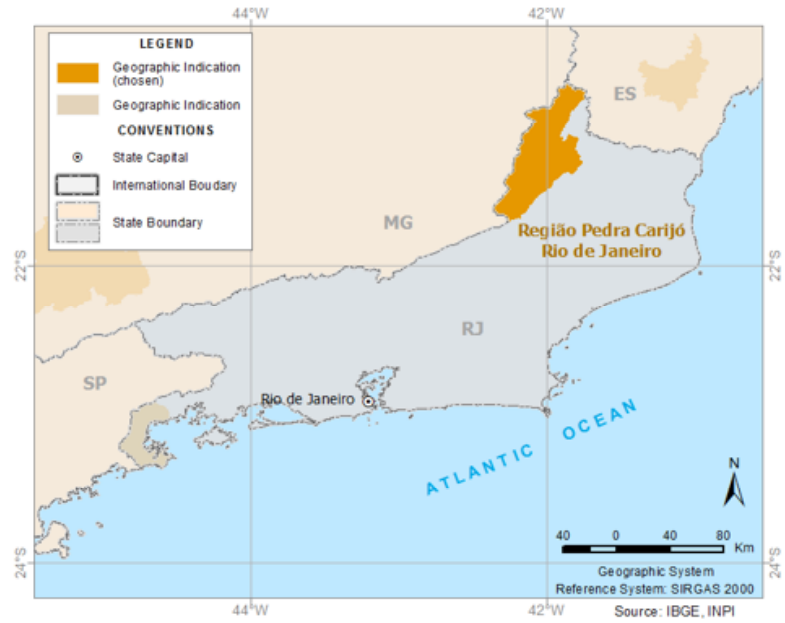 44°W
42°W
LEGEND
Geographic Indication
(chosen)
Geographic Indication
CONVENTIONS
State Capital
International Boudary
State Boundary
ES
MG
Região Pedra Carijó
Rio de Janeiro
22°S
22°S
RJ
SP
Rio de Janeiro
ATLANTIC OCEAN
N
40 0 40 80
Km
24°S
24°S
Geographic System
Reference System: SIRGAS 2000
44°W
42°W
Source: IBGE, INPI